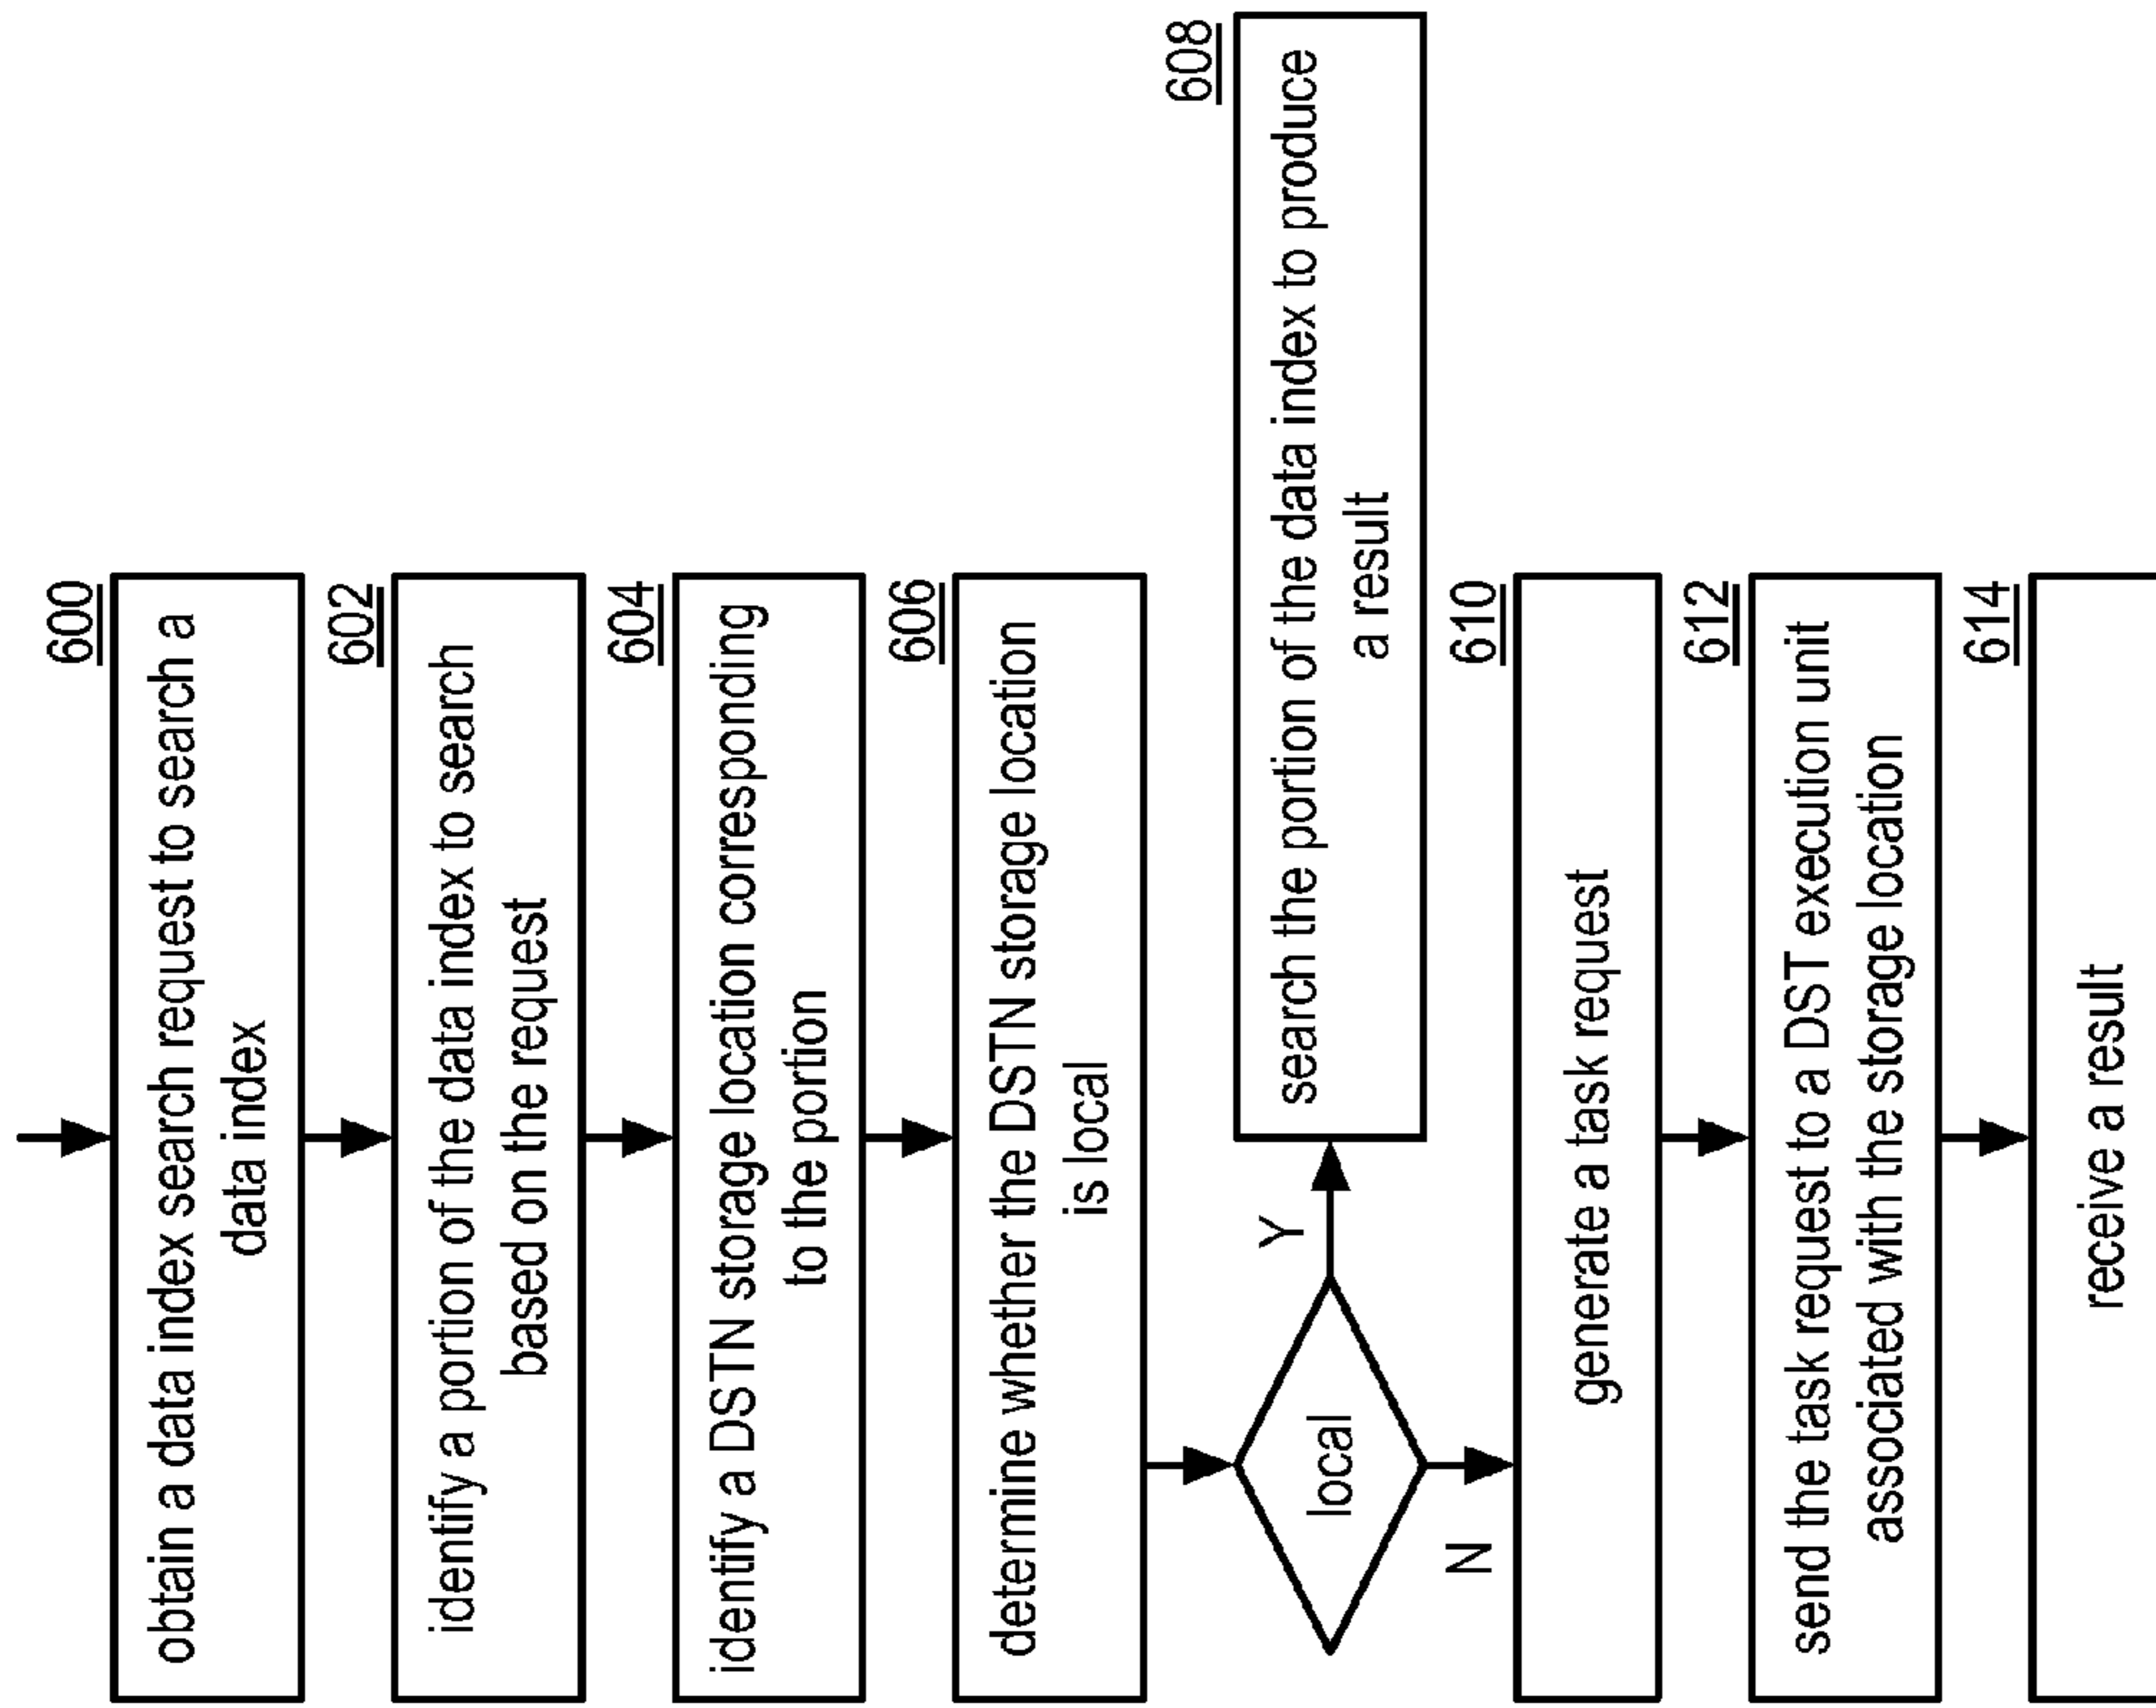 600
obtain a data index search request to search a
data index
602
identify a portion of the data index to search
based on the request
604
identify a DSTN storage location corresponding
to the portion
606
determine whether the DSTN storage location
is local
local
Y
608
search the portion of the data index to produce
a result
N
610
generate a task request
612
send the task request to a DST execution unit
associated with the storage location
614
receive a result